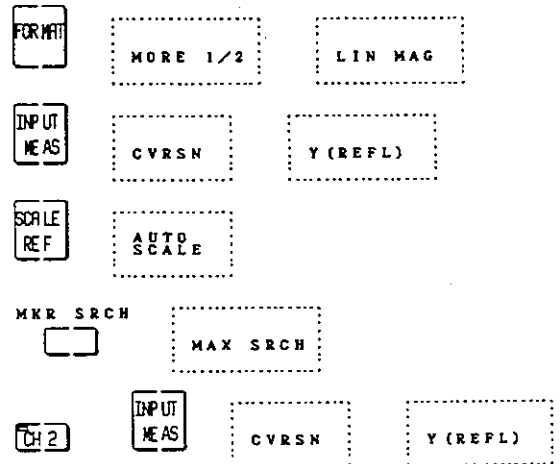 FORMAT
MORE 1/2
LIN MAG
INPUT
MEAS
CVRSN
Y(REFL)
SCALE
REF
AUTO
SCALE
MKR SRCH
MAX SRCH
CH 2
INPUT
MEAS
CVRSN
Y(REFL)